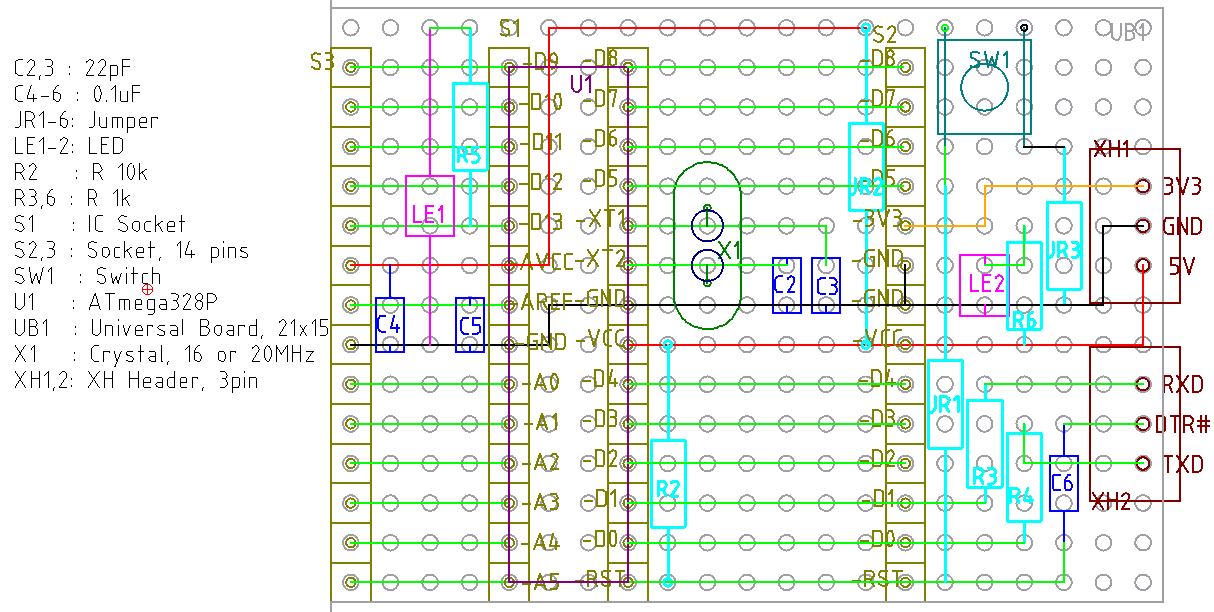 C2,3 : 22pF
C4-6 : 0.1uF
JR1-6: Jumper
LE1-2: LED
R2 : R 10k
R3,6 : R 1k
S1 : IC Socket
S2,3 : Socket, 14 pins
SW1 : Switch
U1 : ATmega328P
UB1 : Universal Board, 21x15
X1 : Crystal, 16 or 20MHz
XH1,2: XH Header, 3pin
S1 S2 UB1
S3 -D9 -D8 -D8 SW1
U1
-D10 -D7 -D7
-D11 -D6 -D6
R5 XH1
-D12 -D5 -D5 3V3
JR2
LE1 -D13 -XT1 -3V3 GND
X1 JR3
-AVCC -XT2 -GND 5V
C2 C3 LE2
-AREF -GND -GND
C4 C5 R6
-GND -VCC -VCC
-A0 -D4 -D4 RXD
JR1
-A1 -D3 -D3 DTR#
-A2 -D2 -D2 TXD
R2 R3 R4 C6
-A3 -D1 -D1 XH2
-A4 -D0 -D0
-A5 -RST -RST